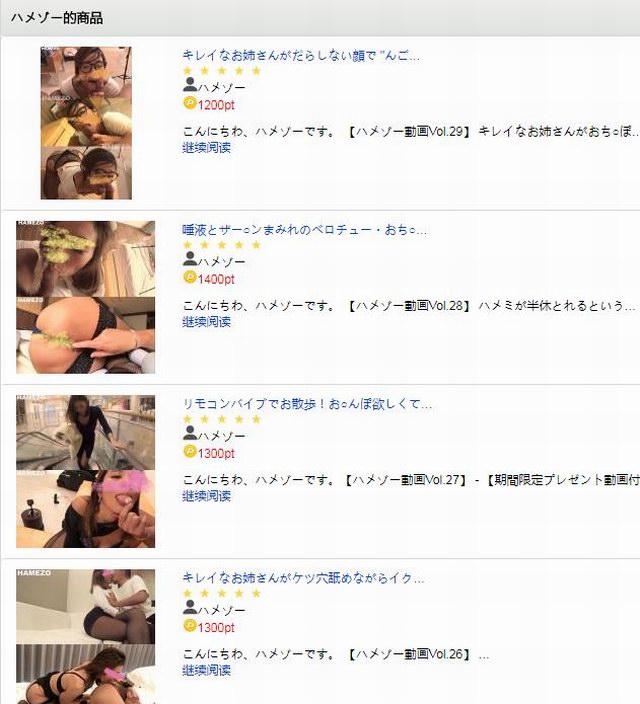 ハメゾー的商品
キレイなお姉さんがだらしない顔で"んご...
★ ★ ★ ★ ★
ハメゾー
1200pt
こんにちわ、ハメゾーです。 【ハメゾー動画Vol.29】 キレイなお姉さんがおち○ぽ...
继续阅读
唾液とザー○ンまみれのベロチュー・おち○...
★ ★ ★ ★ ★
ハメゾー
1400pt
こんにちわ、ハメゾーです。 【ハメゾー動画Vol.28】 ハメミが半休とれるという...
继续阅读
リモコンバイブでお散歩！お○んぽ欲しくて...
★ ★ ★ ★ ★
ハメゾー
1300pt
こんにちわ、ハメゾーです。【ハメゾー動画Vol.27】 - 【期間限定プレゼント動画付
继续阅读
キレイなお姉さんがケツ穴舐めながらイク...
★ ★ ★ ★ ★
ハメゾー
1300pt
こんにちわ、ハメゾーです。 【ハメゾー動画Vol.26】 ...
继续阅读
HAMEZO
HAMEZO
HAMEZO
HAMEZO
HAMEZO